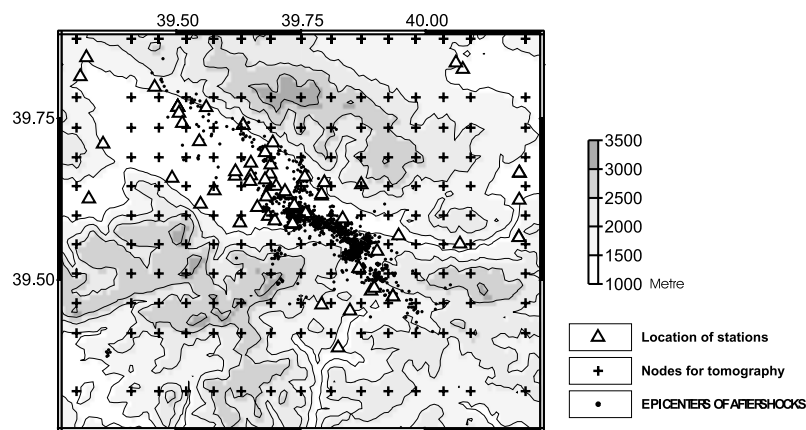 39.50 39.75 40.00
39.75
39.50
3500
3000
2500
2000
1500
1000 Metre
Location of stations
Nodes for tomography
EPICENTERS OF AFTERSHOCKS